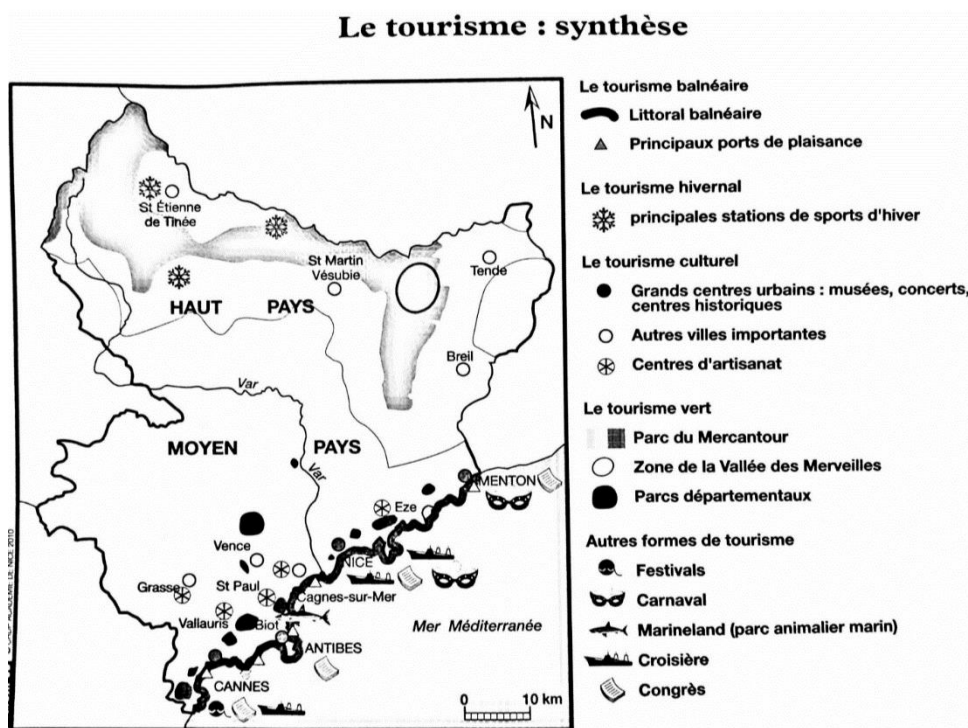 Le tourisme : synthèse
Le tourisme balnéaire
Littoral balnéaire
Principaux ports de plaisance
Le tourisme hivernal
principales stations de sports d'hiver
Le tourisme culturel
Grands centres urbains : musées, concerts,
centres historiques
Autres villes importantes
Centres d'artisanat
Le tourisme vert
Parc du Mercantour
Zone de la Vallée des Merveilles
Parcs départementaux
Autres formes de tourisme
Festivals
Carnaval
Marineland (parc animalier marin)
Croisière
Congrès
N
St Étienne
de Tinée
St Martin
Vésubie
Tende
HAUT PAYS
Breil
Var
MOYEN PAYS
Var
MENTON
Eze
Vence
NICE
Grasse
St Paul
Cagnes-sur-Mer
Vallauris
Biot
Mer Méditerranée
ANTIBES
CANNES
0 10 km
ACADEMIE DE NICE 2010